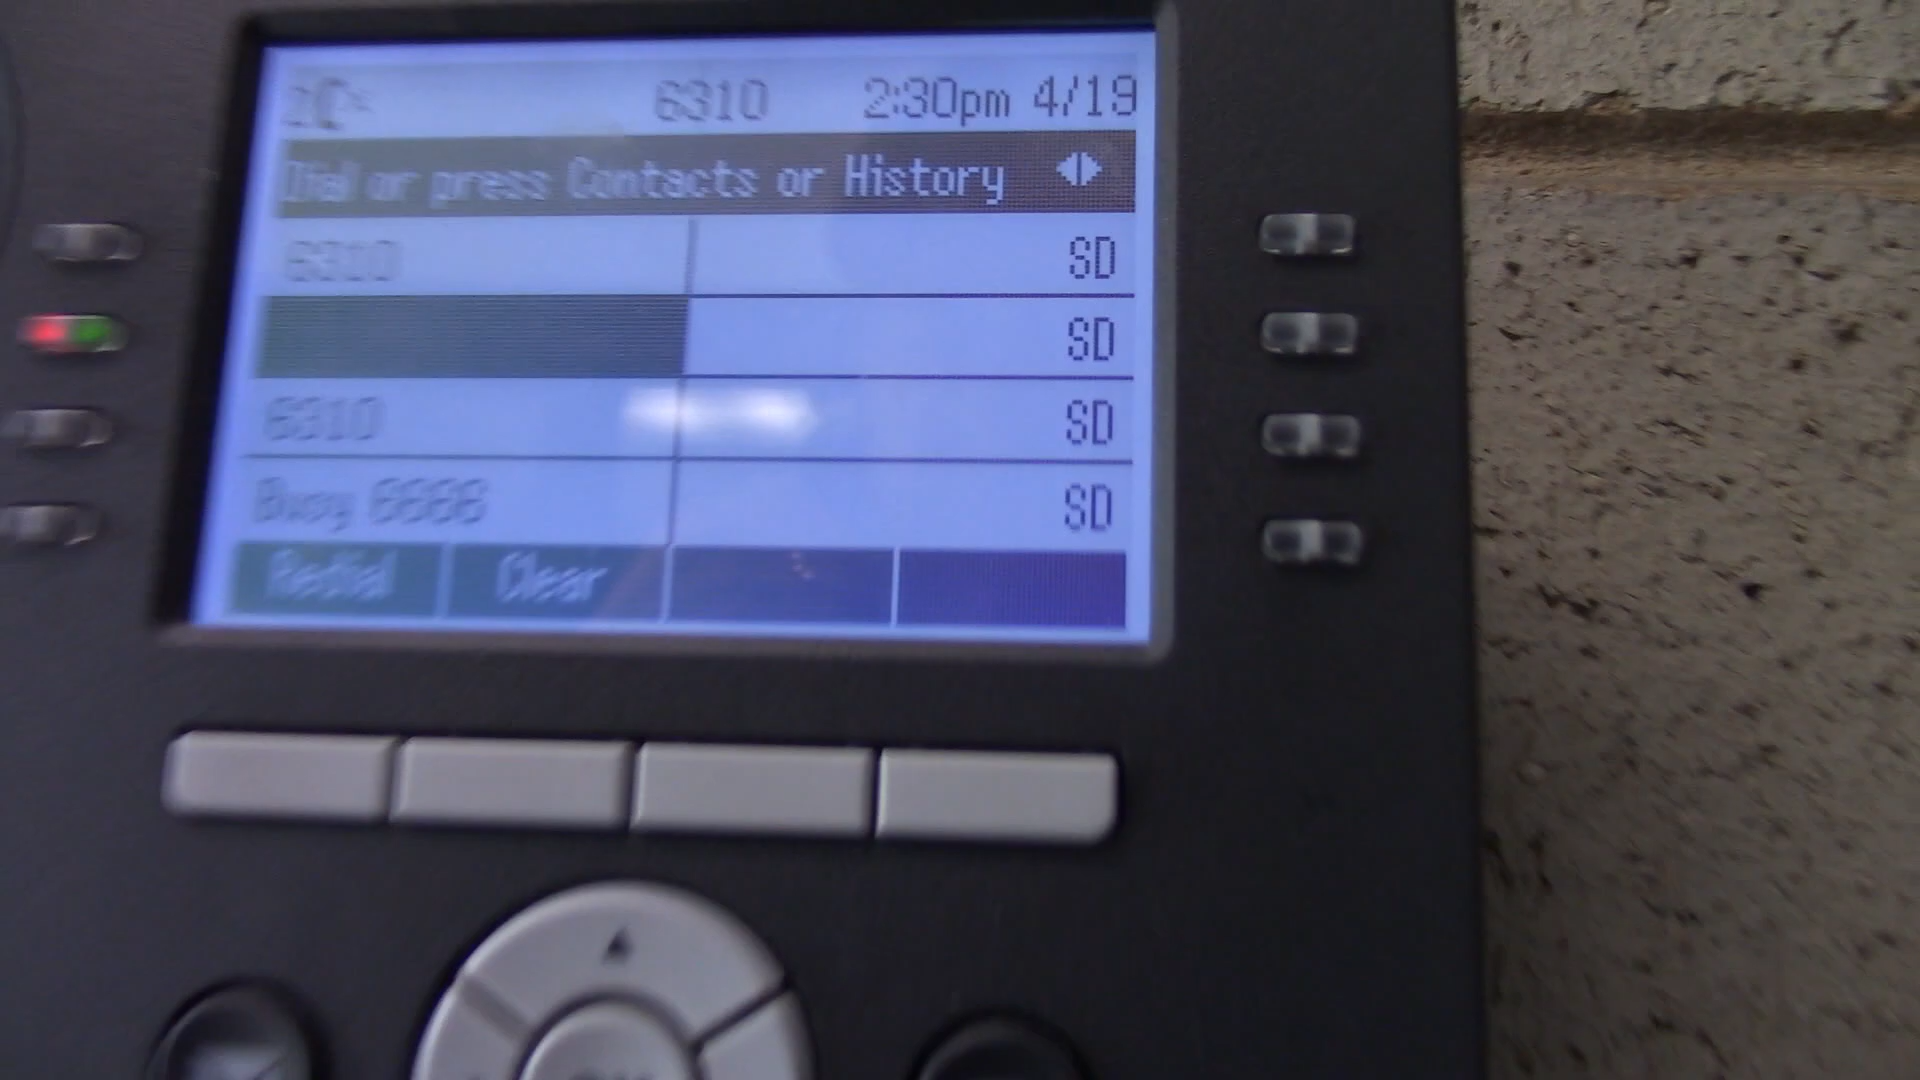 6310 2:30pm 4/19
Dial or press Contacts or History
6310 SD
SD
6310 SD
Busy 6666 SD
Redial Clear